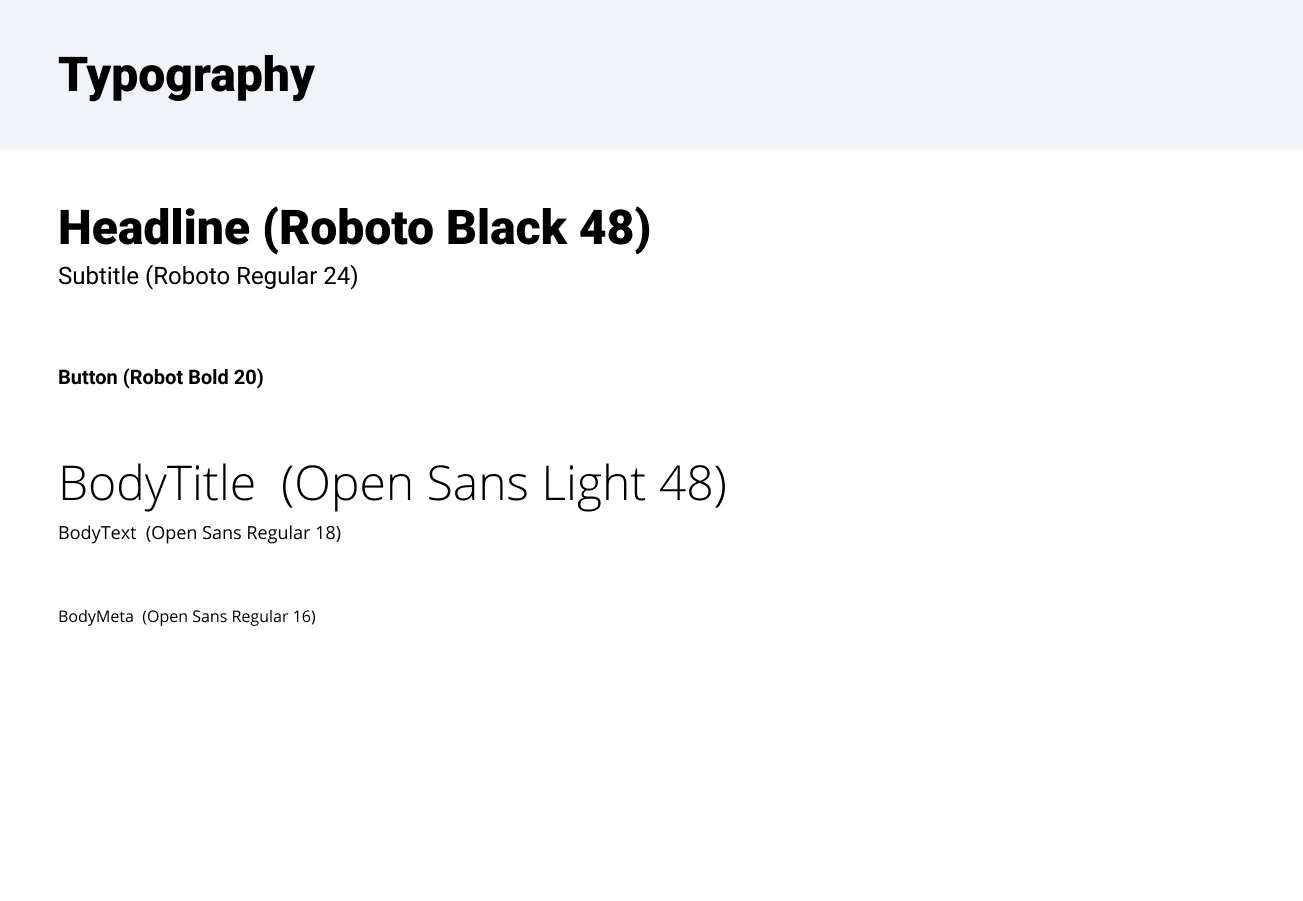 Typography
Headline (Roboto Black 48)
Subtitle (Roboto Regular 24)
Button (Robot Bold 20)
BodyTitle  (Open Sans Light 48)
BodyText  (Open Sans Regular 18)
BodyMeta  (Open Sans Regular 16)